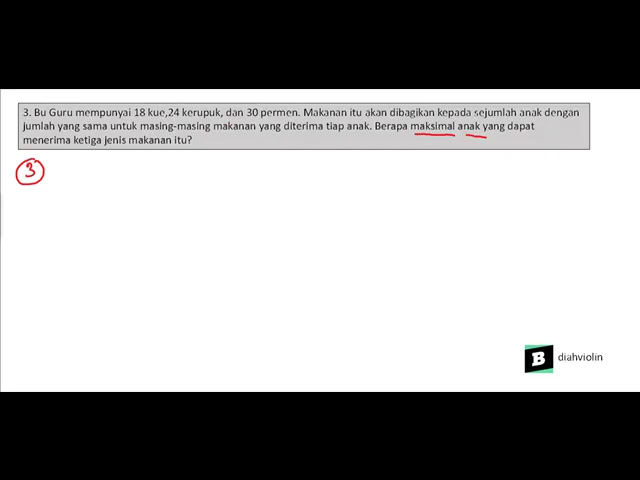 3. Bu Guru mempunyai 18 kue,24 kerupuk, dan 30 permen. Makanan itu akan dibagikan kepada sejumlah anak dengan
jumlah yang sama untuk masing-masing makanan yang diterima tiap anak. Berapa maksimal anak yang dapat
menerima ketiga jenis makanan itu?
3
B diahviolin